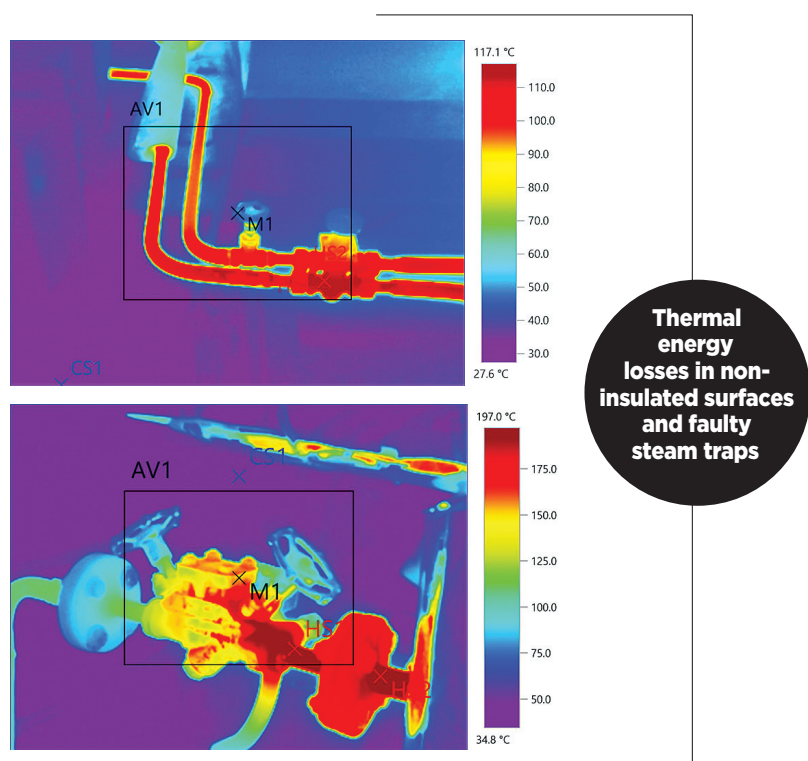 117.1 °C
110.0
100.0
90.0
80.0
70.0
60.0
50.0
40.0
30.0
27.6 °C
AV1
M1
CS1
Thermal
energy
losses in non-
insulated surfaces
and faulty
steam traps
197.0 °C
175.0
150.0
125.0
100.0
75.0
50.0
34.8 °C
CS1
AV1
M1